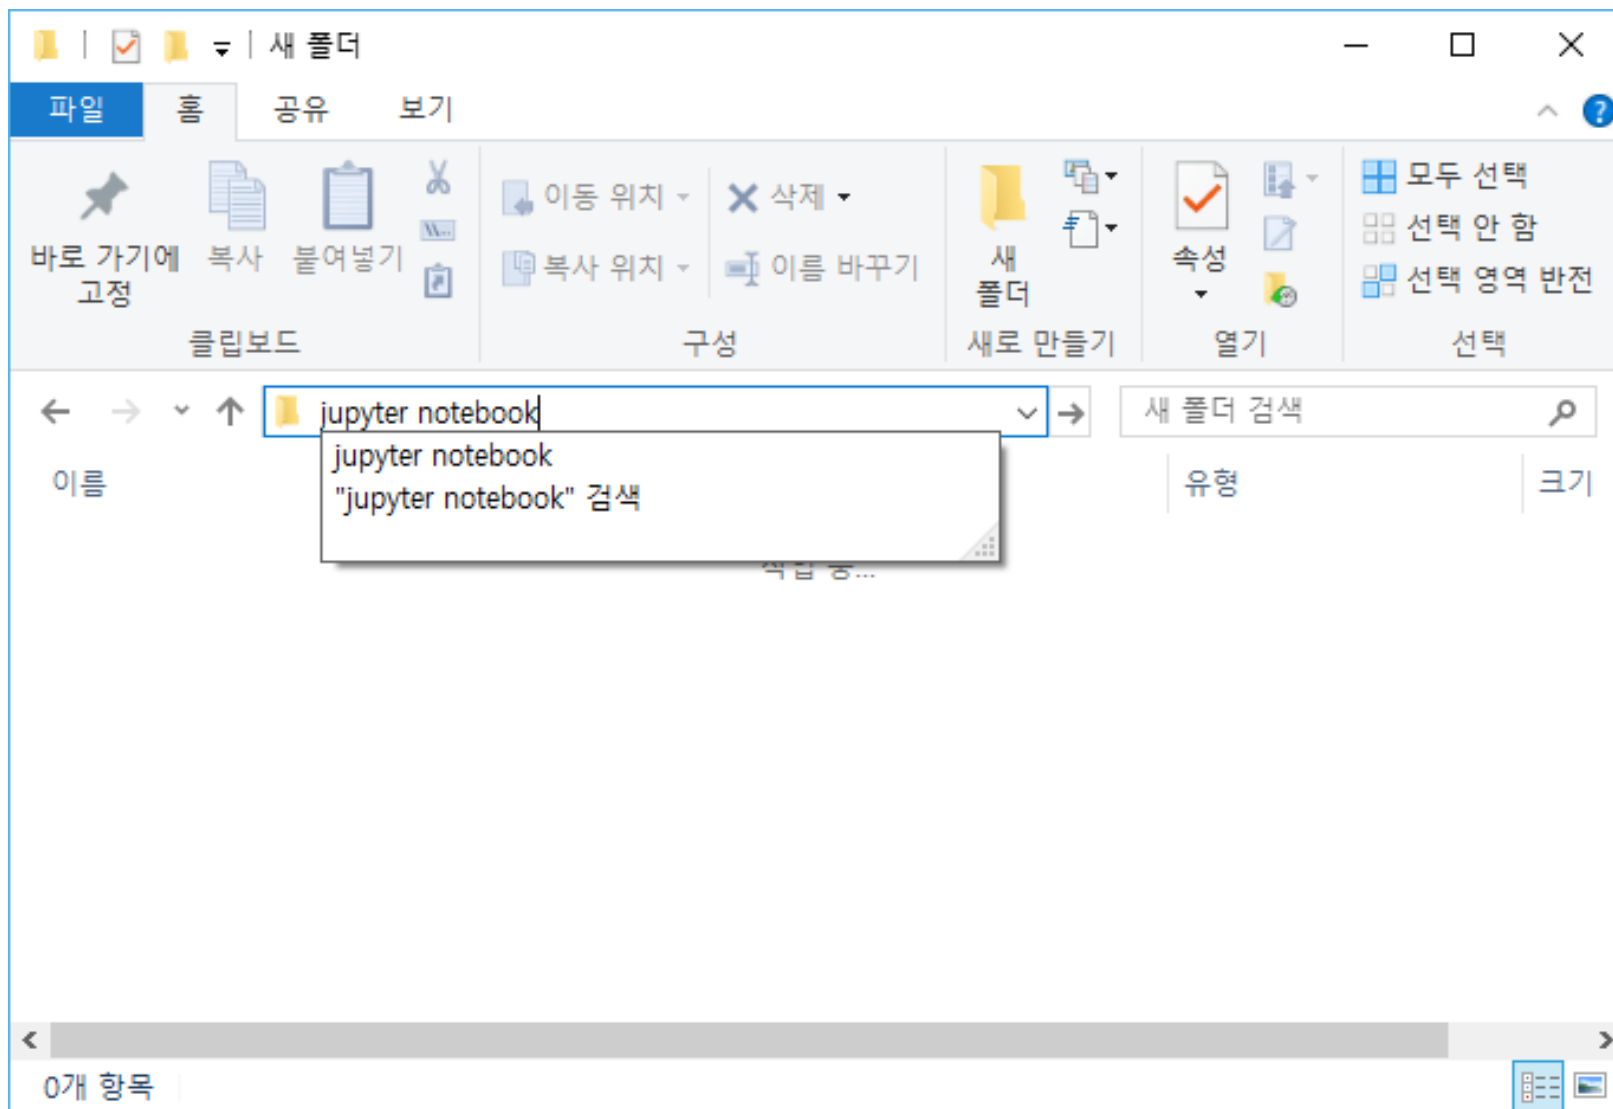 새 폴더
파일 홈 공유 보기
바로 가기에
고정
복사
붙여넣기
이동 위치
복사 위치
삭제
이름 바꾸기
새
폴더
속성
모두 선택
선택 안 함
선택 영역 반전
클립보드 구성 새로 만들기 열기 선택
jupyter notebook
새 폴더 검색
jupyter notebook
"jupyter notebook" 검색
이름 유형 크기
0개 항목